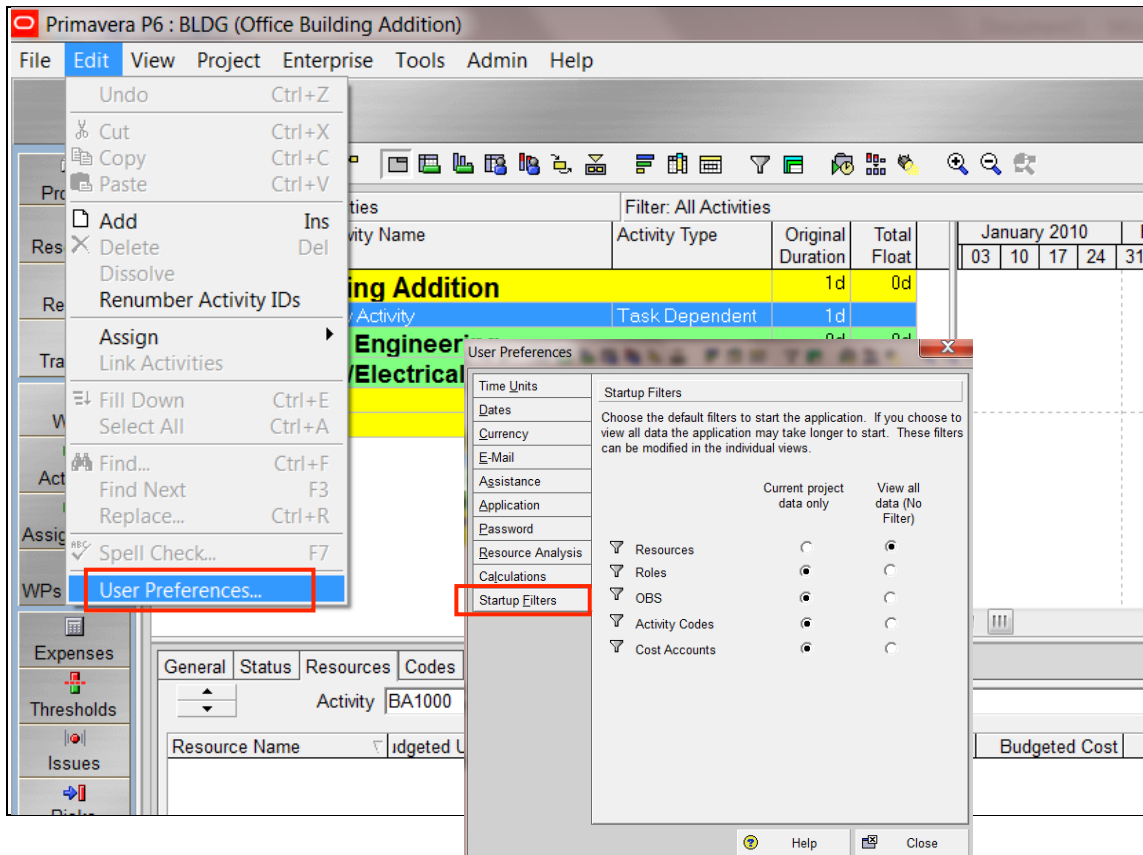 Primavera P6 : BLDG (Office Building Addition)
File Edit View Project Enterprise Tools Admin Help
Undo Ctrl+Z
Cut Ctrl+X
Copy Ctrl+C
Paste Ctrl+V
Add Ins
Delete Del
Dissolve
Renumber Activity IDs
Assign
Link Activities
Fill Down Ctrl+E
Select All Ctrl+A
Find... Ctrl+F
Find Next F3
Replace... Ctrl+R
Spell Check... F7
User Preferences...
WPs
Expenses
Thresholds
Issues
Filter: All Activities
Name Activity Type Original Duration Total Float
January 2010
03 10 17 24 31
Addition 1d 0d
Activity Task Dependent 1d
/Electrical
User Preferences
Time Units
Dates
Currency
E-Mail
Assistance
Application
Password
Resource Analysis
Calculations
Startup Filters
Startup Filters
Choose the default filters to start the application. If you choose to
view all data the application may take longer to start. These filters
can be modified in the individual views.
Current project
data only
View all
data (No
Filter)
Resources
Roles
OBS
Activity Codes
Cost Accounts
Help Close
General Status Resources Codes
Activity BA1000
Resource Name
Budgeted Cost